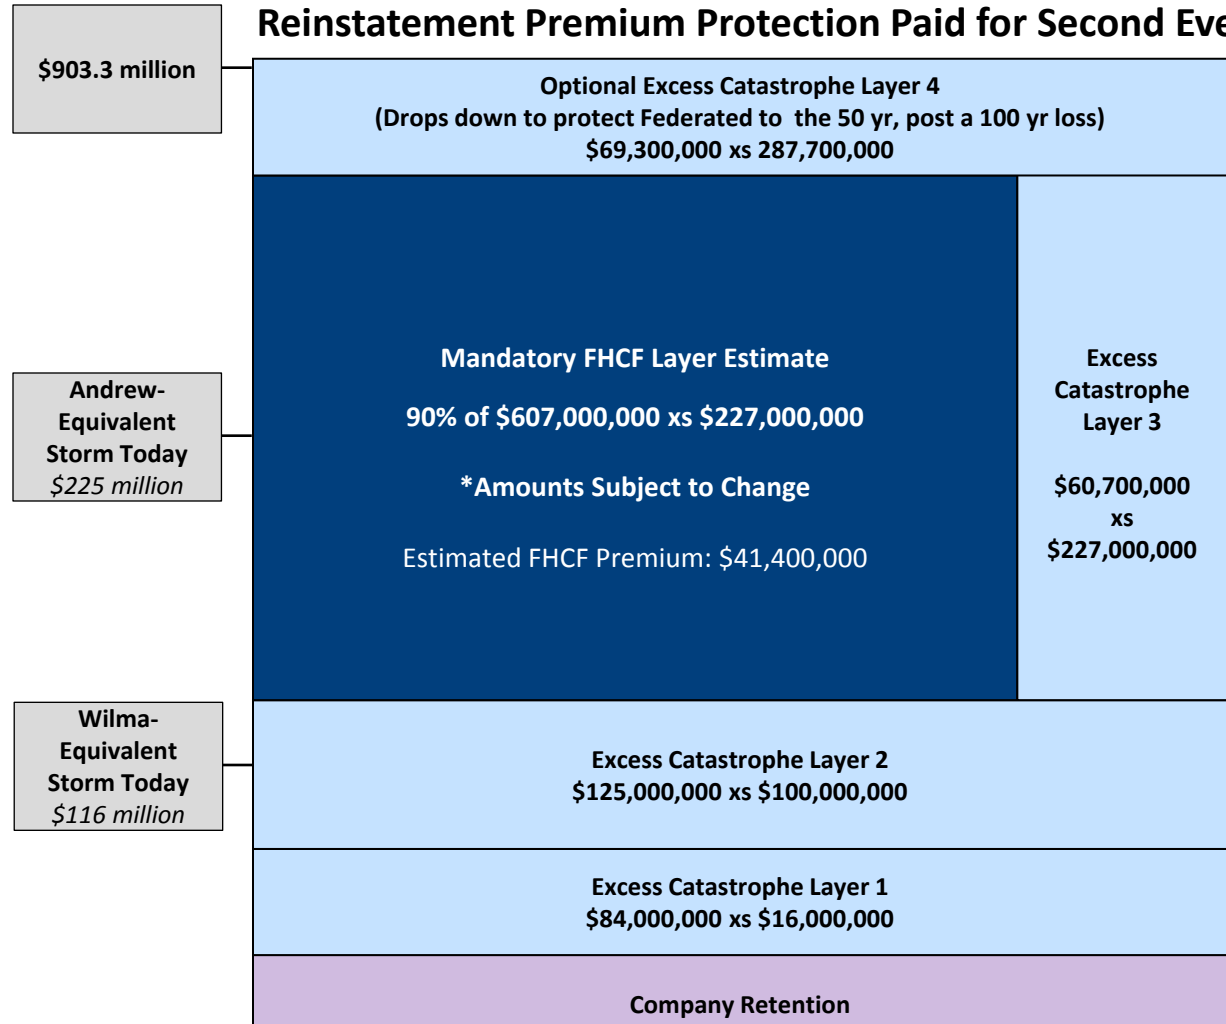 Reinstatement Premium Protection Paid for Second Eve
$903.3 million
Optional Excess Catastrophe Layer 4
(Drops down to protect Federated to the 50 yr, post a 100 yr loss)
$69,300,000 xs 287,700,000
Mandatory FHCF Layer Estimate
90% of $607,000,000 xs $227,000,000
*Amounts Subject to Change
Estimated FHCF Premium: $41,400,000
Excess
Catastrophe
Layer 3
$60,700,000
xs
$227,000,000
Andrew-
Equivalent
Storm Today
$225 million
Wilma-
Equivalent
Storm Today
$116 million
Excess Catastrophe Layer 2
$125,000,000 xs $100,000,000
Excess Catastrophe Layer 1
$84,000,000 xs $16,000,000
Company Retention